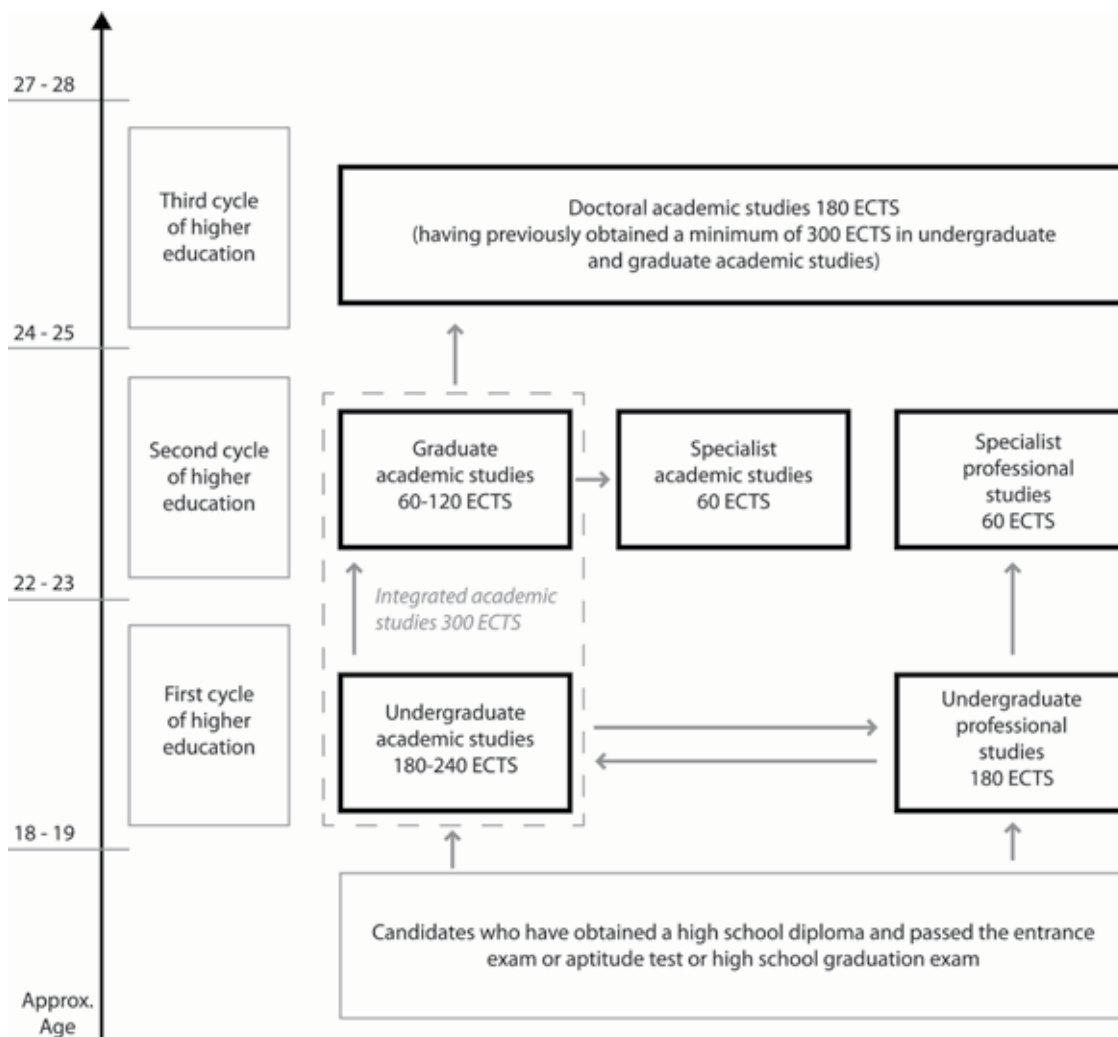 27 - 28
Third cycle
of higher
education
Doctoral academic studies 180 ECTS
(having previously obtained a minimum of 300 ECTS in undergraduate
and graduate academic studies)
24 - 25
Second cycle
of higher
education
Graduate
academic studies
60-120 ECTS
Specialist
academic studies
60 ECTS
Specialist
professional
studies
60 ECTS
22 - 23
Integrated academic
studies 300 ECTS
First cycle
of higher
education
Undergraduate
academic studies
180-240 ECTS
Undergraduate
professional
studies
180 ECTS
18 - 19
Candidates who have obtained a high school diploma and passed the entrance
exam or aptitude test or high school graduation exam
Approx.
Age